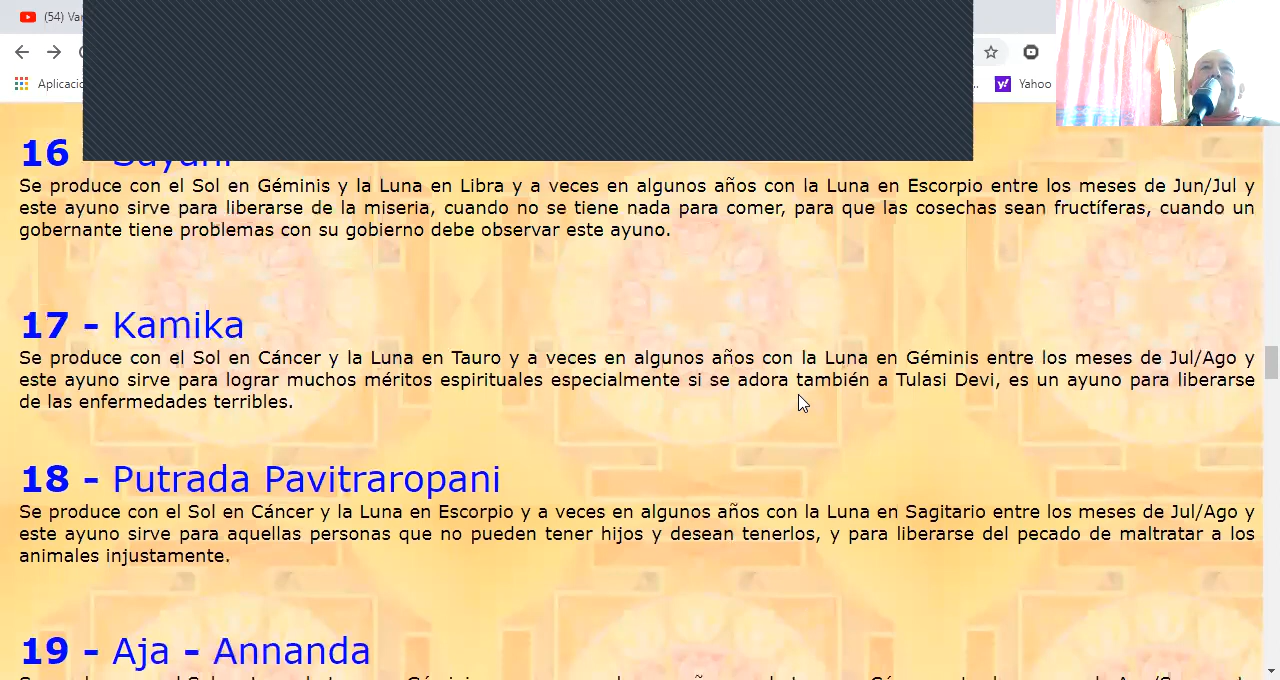 (54) Va
Aplicacio
Yahoo
16 - Sayani
Se produce con el Sol en Géminis y la Luna en Libra y a veces en algunos años con la Luna en Escorpio entre los meses de Jun/Jul y
este ayuno sirve para liberarse de la miseria, cuando no se tiene nada para comer, para que las cosechas sean fructíferas, cuando un
gobernante tiene problemas con su gobierno debe observar este ayuno.
17 - Kamika
Se produce con el Sol en Cáncer y la Luna en Tauro y a veces en algunos años con la Luna en Géminis entre los meses de Jul/Ago y
este ayuno sirve para lograr muchos méritos espirituales especialmente si se adora también a Tulasi Devi, es un ayuno para liberarse
de las enfermedades terribles.
18 - Putrada Pavitraropani
Se produce con el Sol en Cáncer y la Luna en Escorpio y a veces en algunos años con la Luna en Sagitario entre los meses de Jul/Ago y
este ayuno sirve para aquellas personas que no pueden tener hijos y desean tenerlos, y para liberarse del pecado de maltratar a los
animales injustamente.
19 - Aja - Annanda